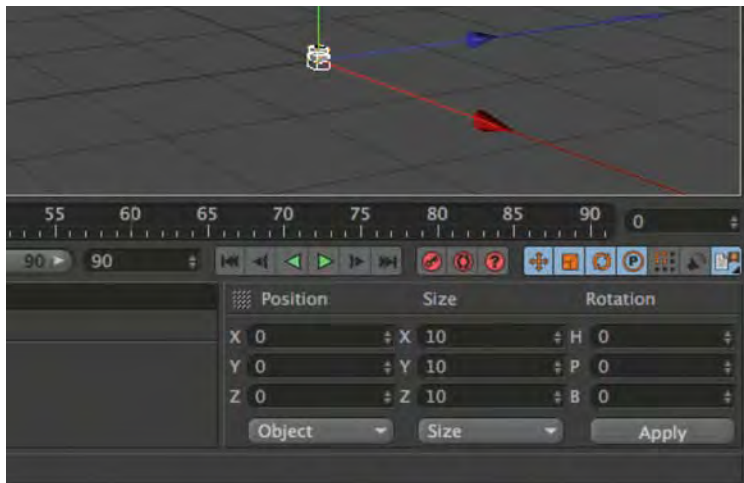 55 60 65 70 75 80 85 90 0
90 90 ? P
Position Size Rotation
X 0 X 10 H 0
Y 0 Y 10 P 0
Z 0 Z 10 B 0
Object Size Apply